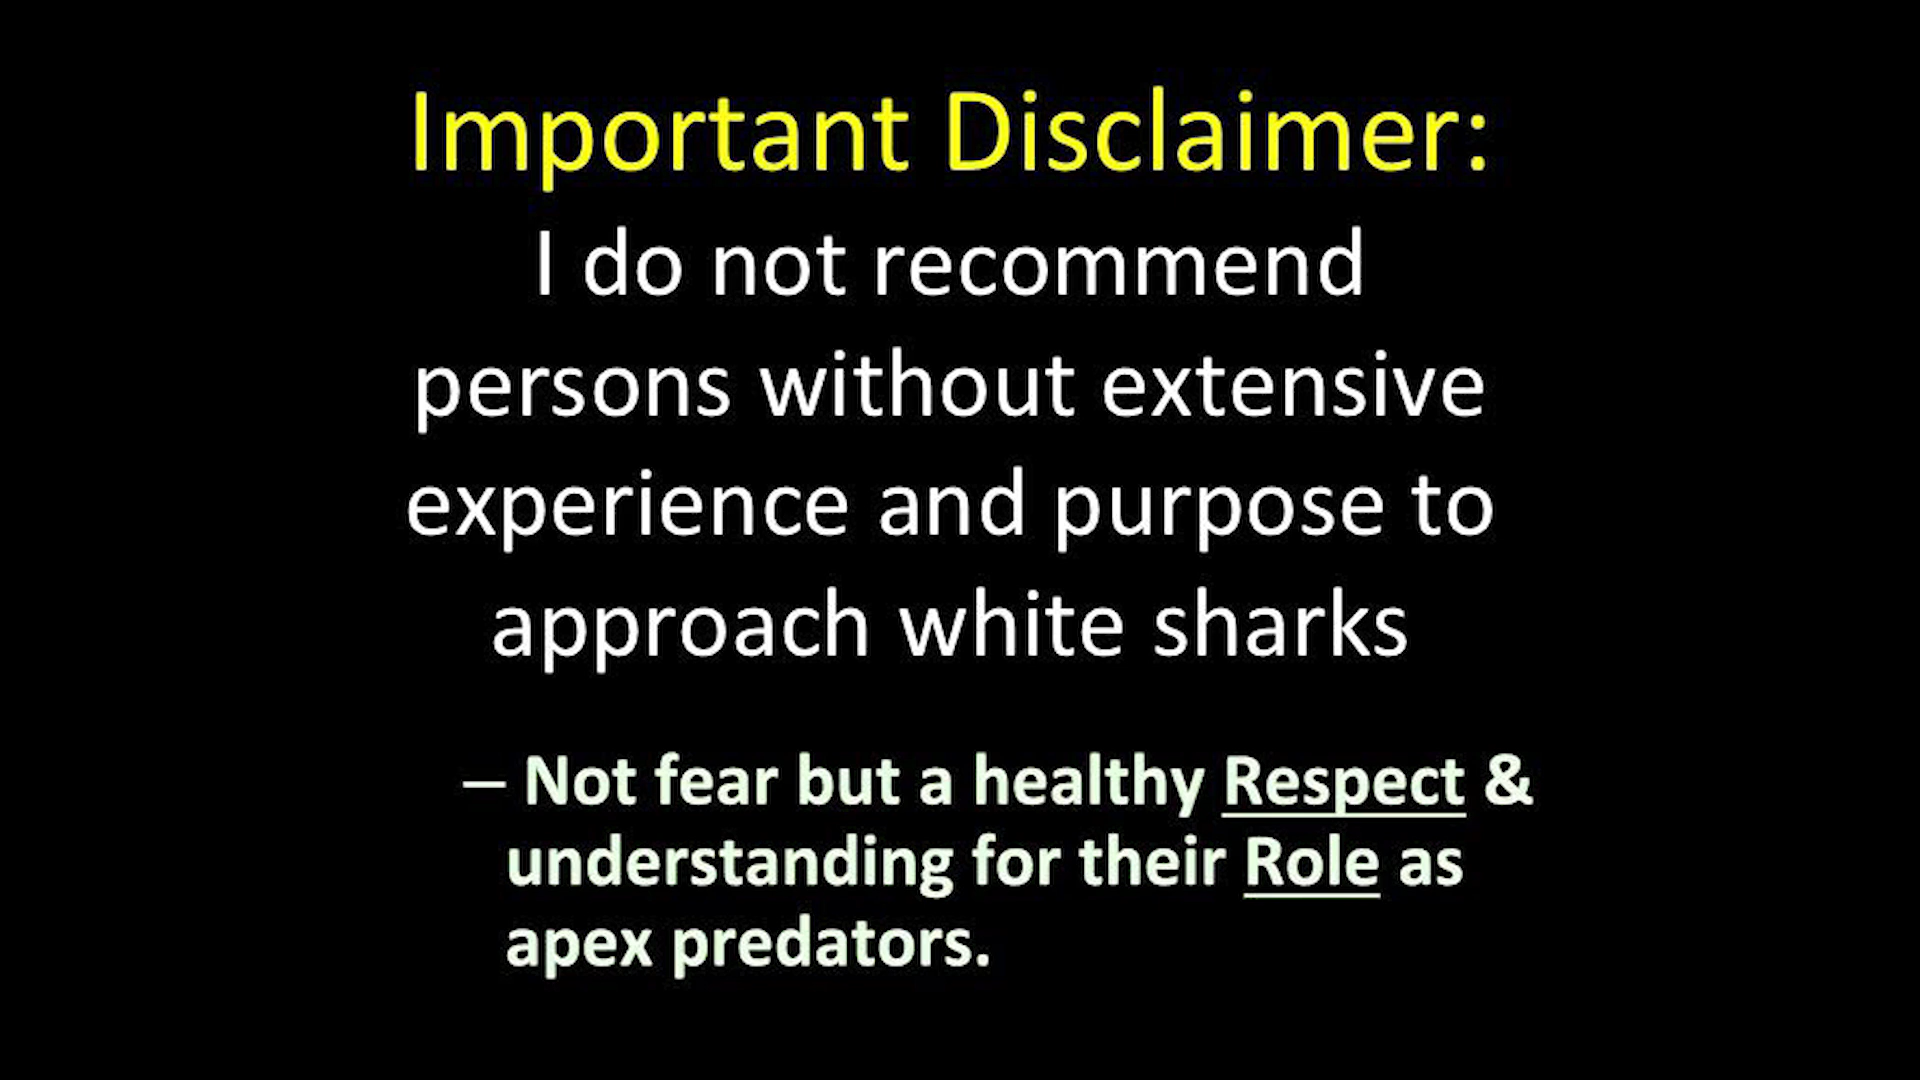 Important Disclaimer:
I do not recommend
persons without extensive
experience and purpose to
approach white sharks
– Not fear but a healthy Respect &
understanding for their Role as
apex predators.